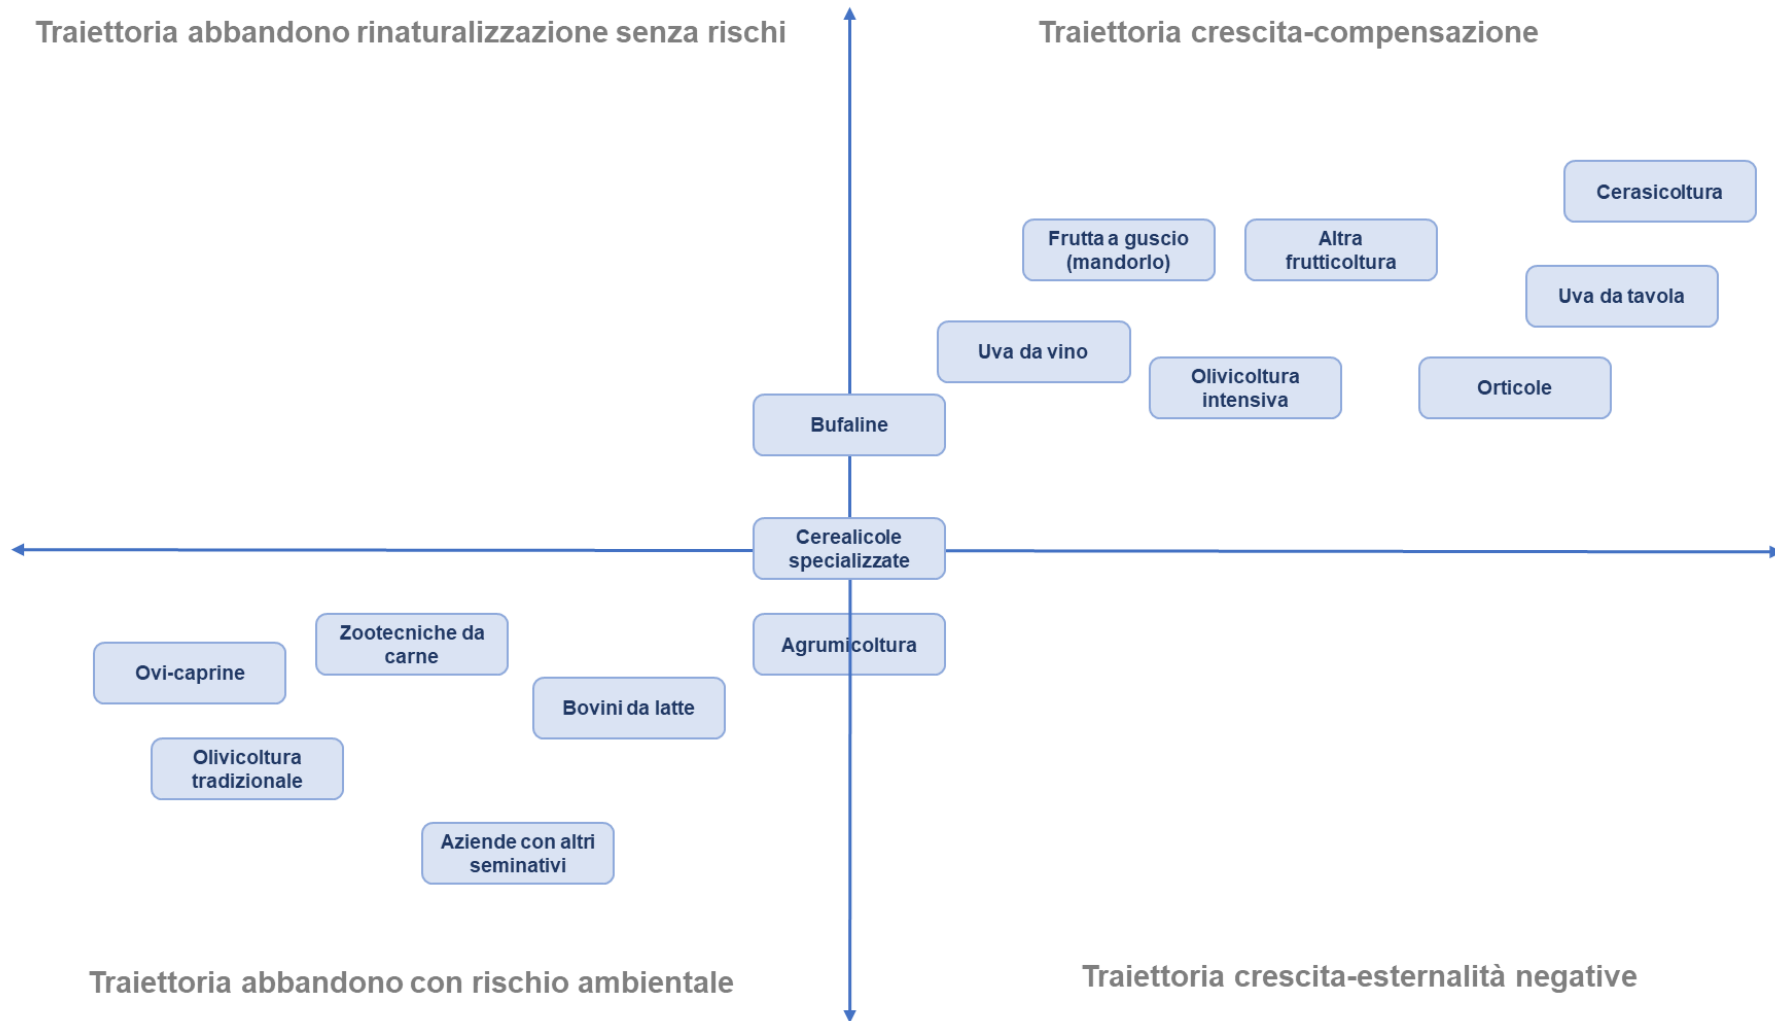 Traiettoria abbandono rinaturalizzazione senza rischi
Traiettoria crescita-compensazione
Cerasicoltura
Frutta a guscio
(mandorlo)
Altra
frutticoltura
Uva da tavola
Uva da vino
Olivicoltura
intensiva
Orticole
Bufaline
Cerealicole
specializzate
Agrumicoltura
Zootecniche da
carne
Ovi-caprine
Bovini da latte
Olivicoltura
tradizionale
Aziende con altri
seminativi
Traiettoria abbandono con rischio ambientale
Traiettoria crescita-esternalità negative